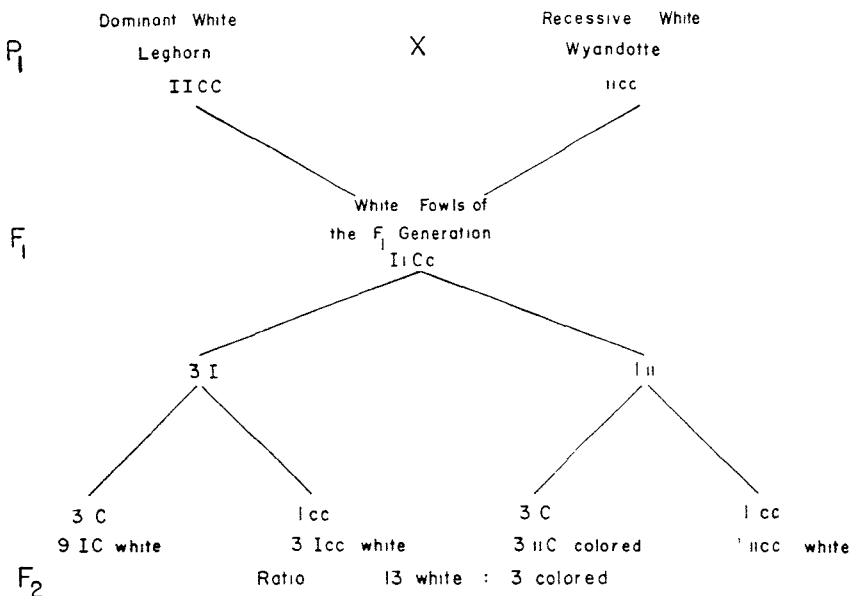 Dominant White
Recessive White
P1
Leghorn
X
Wyandotte
IICC
iicc
White Fowls of
F1
the F1 Generation
IiCc
3 I
1 ii
3 C
1 cc
3 C
1 cc
9 IC white
3 Icc white
3 iiC colored
1 iicc white
F2
Ratio 13 white : 3 colored